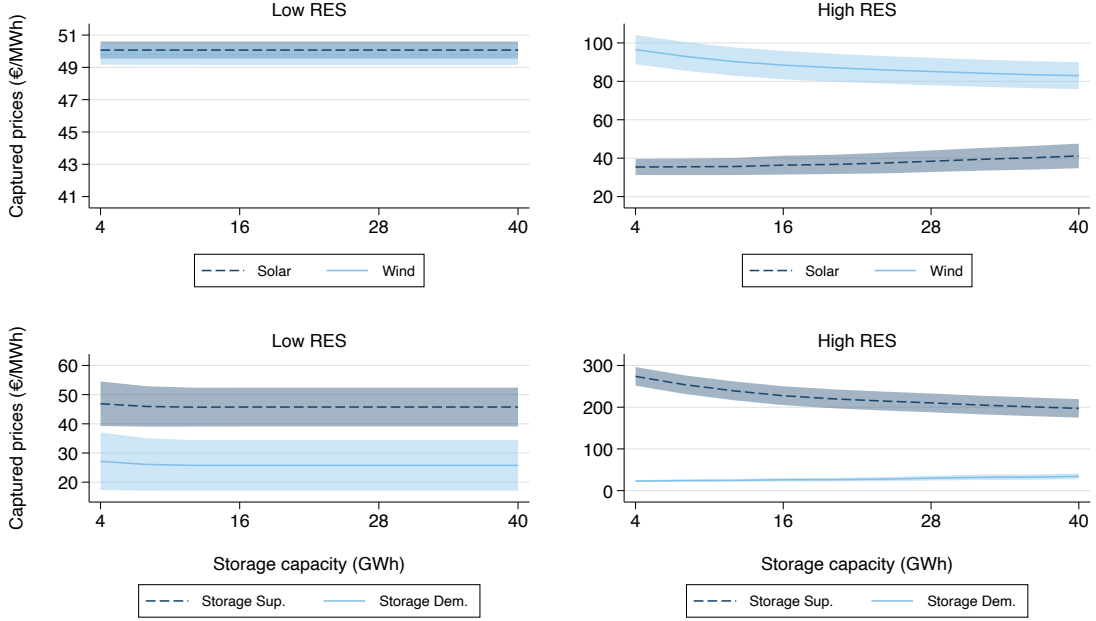 Low RES
Captured prices (€/MWh)
51
49
47
45
43
41
4 16 28 40
Solar Wind
High RES
100
80
60
40
20
4 16 28 40
Solar Wind
Low RES
Captured prices (€/MWh)
60
50
40
30
20
4 16 28 40
Storage capacity (GWh)
Storage Sup. Storage Dem.
High RES
300
200
100
0
4 16 28 40
Storage capacity (GWh)
Storage Sup. Storage Dem.